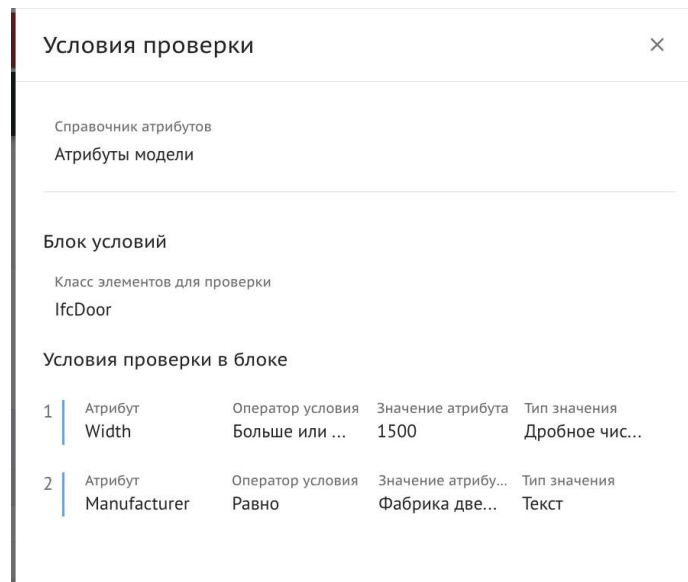 Условия проверки
Справочник атрибутов
Атрибуты модели
Блок условий
Класс элементов для проверки
IfcDoor
Условия проверки в блоке
1 Атрибут Оператор условия Значение атрибута Тип значения
Width Больше или ... 1500 Дробное чис...
2 Атрибут Оператор условия Значение атрибу... Тип значения
Manufacturer Равно Фабрика две... Текст